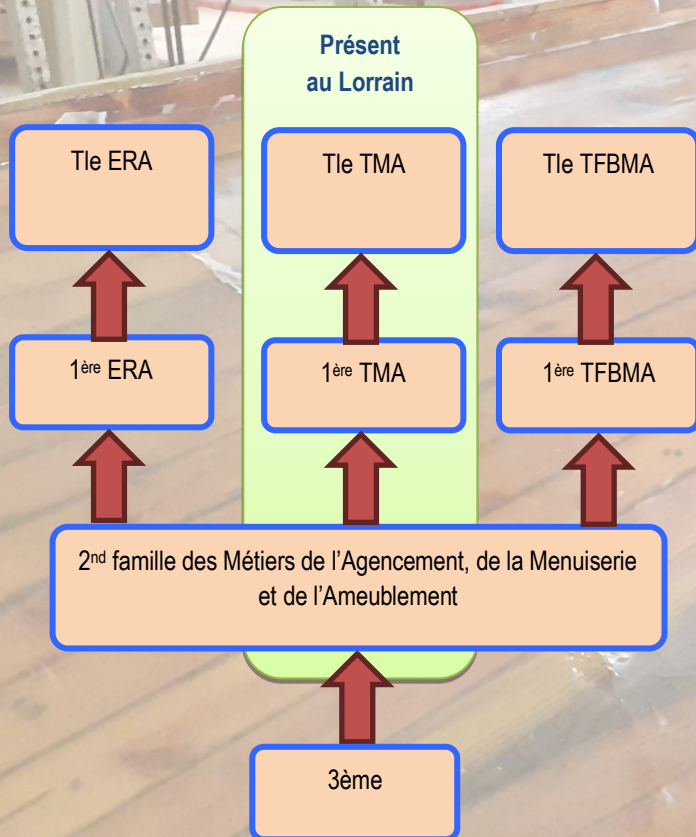 Présent
au Lorrain
Tle ERA
Tle TMA
Tle TFBMA
1ère ERA
1ère TMA
1ère TFBMA
2nd famille des Métiers de l'Agencement, de la Menuiserie
et de l'Ameublement
3ème